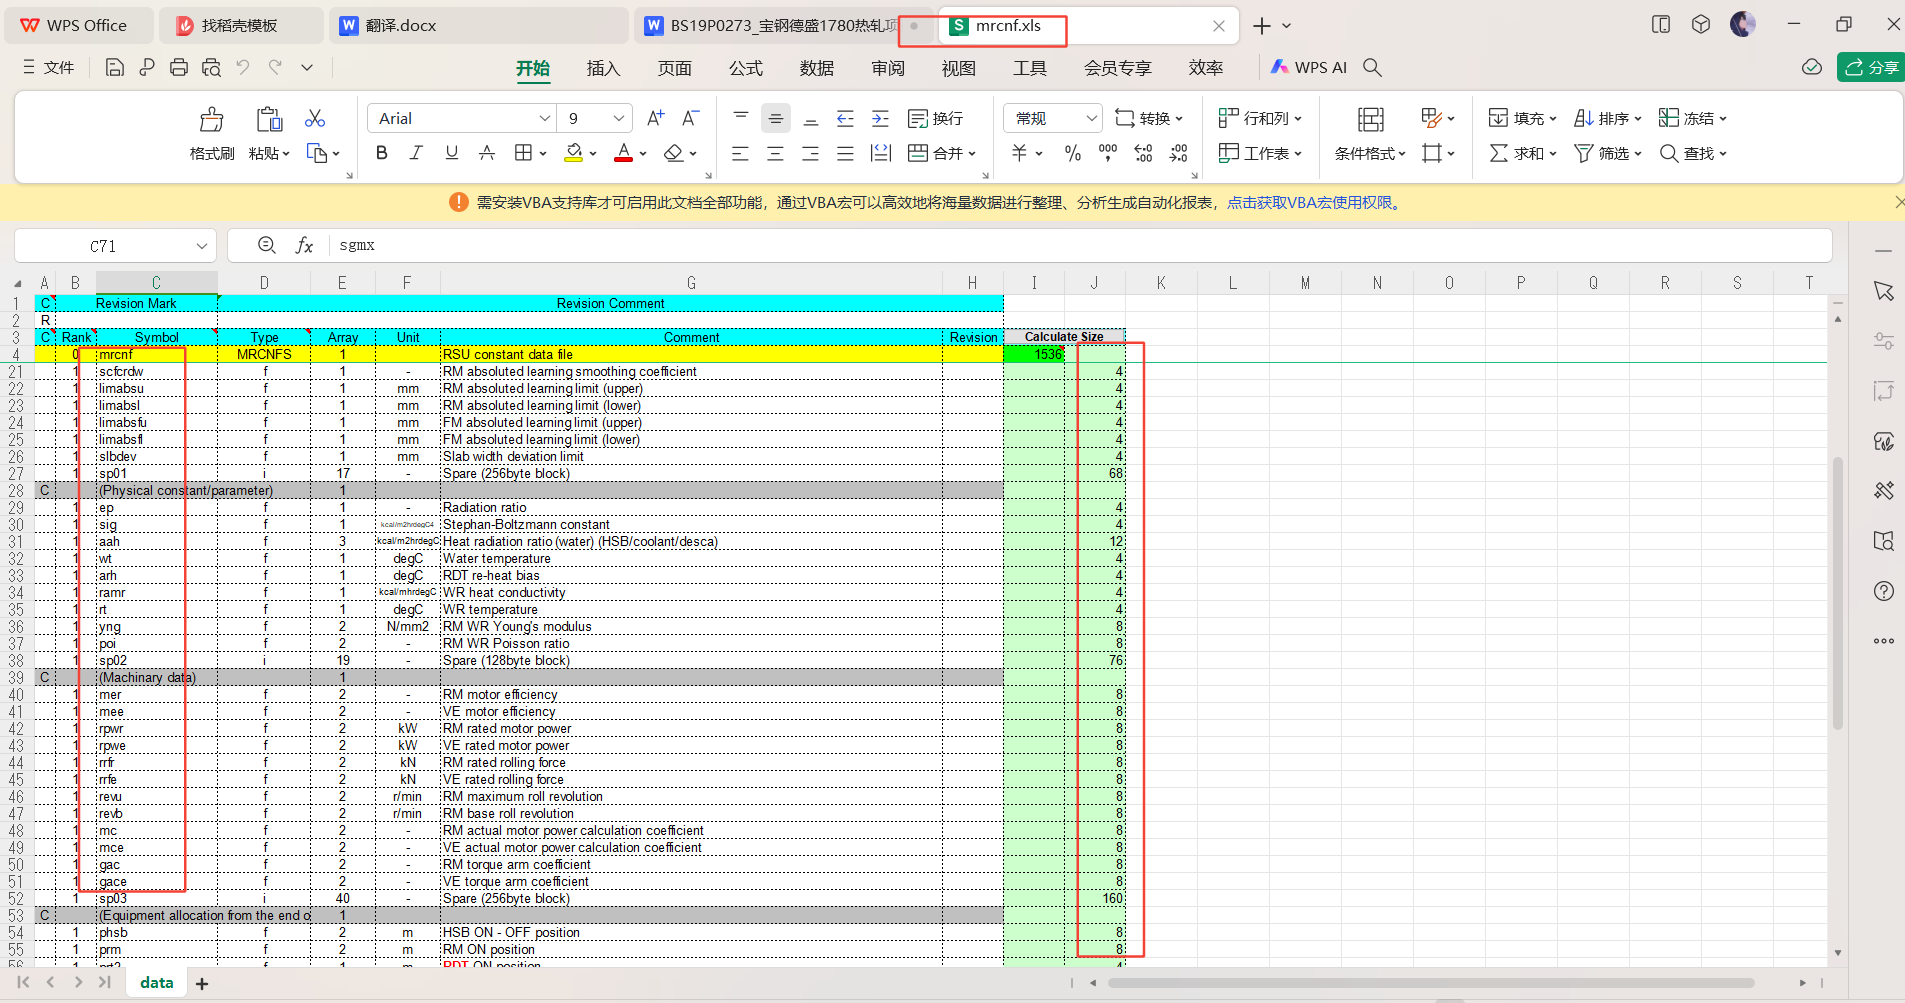 WPS Office 找稻壳模板 翻译.docx BS19P0273_宝钢德盛1780热轧项 mrcnf.xls
文件 开始 插入 页面 公式 数据 审阅 视图 工具 会员专享 效率 WPS AI 分享
Arial 9 换行 常规 转换 行和列 填充 排序 冻结
格式刷 粘贴 合并 工作表 条件格式 求和 筛选 查找
需安装VBA支持库才可启用此文档全部功能，通过VBA宏可以高效地将海量数据进行整理、分析生成自动化报表，点击获取VBA宏使用权限。
C71 fx sgmx
A B C D E F G H I J K L M N O P Q R S T
1 C Revision Mark Revision Comment
2 R
3 C Rank Symbol Type Array Unit Comment Revision Calculate Size
4 0 mrcnf MRCNFS 1 RSU constant data file 1536
21 1 scfcrdw f 1 - RM absoluted learning smoothing coefficient 4
22 1 limabsu f 1 mm RM absoluted learning limit (upper) 4
23 1 limabsl f 1 mm RM absoluted learning limit (lower) 4
24 1 limabsfu f 1 mm FM absoluted learning limit (upper) 4
25 1 limabsfl f 1 mm FM absoluted learning limit (lower) 4
26 1 slbdev f 1 mm Slab width deviation limit 4
27 1 sp01 i 17 - Spare (256byte block) 68
28 C (Physical constant/parameter) 1
29 1 ep f 1 - Radiation ratio 4
30 1 sig f 1 kcal/m2hrdegC4 Stephan-Boltzmann constant 4
31 1 aah f 3 kcal/m2hrdegC Heat radiation ratio (water) (HSB/coolant/desca) 12
32 1 wt f 1 degC Water temperature 4
33 1 arh f 1 degC RDT re-heat bias 4
34 1 ramr f 1 kcal/mhrdegC WR heat conductivity 4
35 1 rt f 1 degC WR temperature 4
36 1 yng f 2 N/mm2 RM WR Young's modulus 8
37 1 poi f 2 - RM WR Poisson ratio 8
38 1 sp02 i 19 - Spare (128byte block) 76
39 C (Machinary data) 1
40 1 mer f 2 - RM motor efficiency 8
41 1 mee f 2 - VE motor efficiency 8
42 1 rpwr f 2 kW RM rated motor power 8
43 1 rpwe f 2 kW VE rated motor power 8
44 1 rrfr f 2 kN RM rated rolling force 8
45 1 rrfe f 2 kN VE rated rolling force 8
46 1 revu f 2 r/min RM maximum roll revolution 8
47 1 revb f 2 r/min RM base roll revolution 8
48 1 mc f 2 - RM actual motor power calculation coefficient 8
49 1 mce f 2 - VE actual motor power calculation coefficient 8
50 1 gac f 2 - RM torque arm coefficient 8
51 1 gace f 2 - VE torque arm coefficient 8
52 1 sp03 i 40 - Spare (256byte block) 160
53 C (Equipment allocation from the end o 1
54 1 phsb f 2 m HSB ON - OFF position 8
55 1 prm f 2 m RM ON position 8
56 1 prt2 f 1 m RDT ON position 4
data